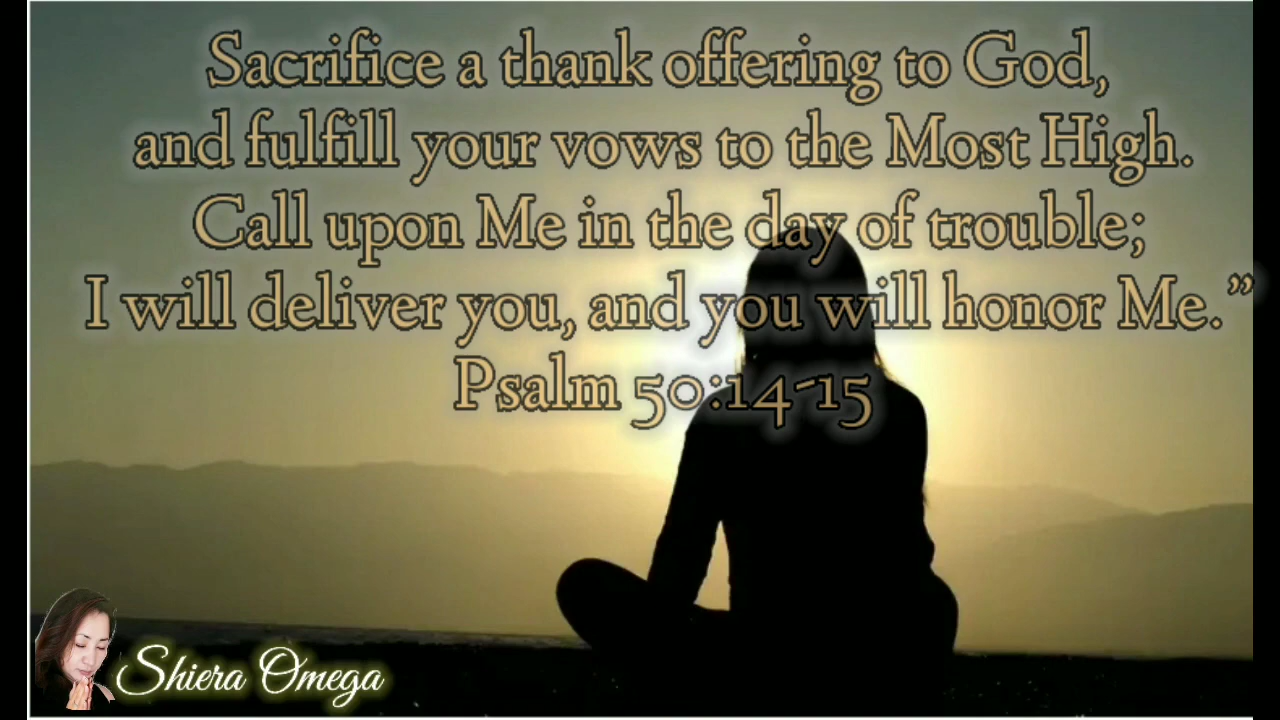 Sacrifice a thank offering to God,
and fulfill your vows to the Most High.
Call upon Me in the day of trouble;
I will deliver you, and you will honor Me.”
Psalm 50:14-15
Shiera Omega